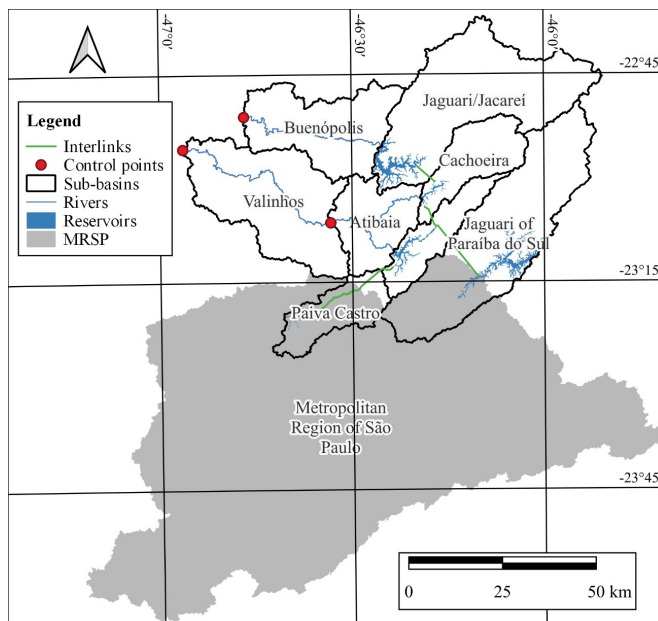 -47°0'
-46°30'
-46°0'
-22°45'
Legend
Interlinks
Control points
Sub-basins
Rivers
Reservoirs
MRSP
Jaguari/Jacareí
Buenópolis
Cachoeira
Valinhos
Atibaia
Jaguari of
Paraíba do Sul
-23°15'
Paiva Castro
Metropolitan
Region of São
Paulo
-23°45'
0 25 50 km